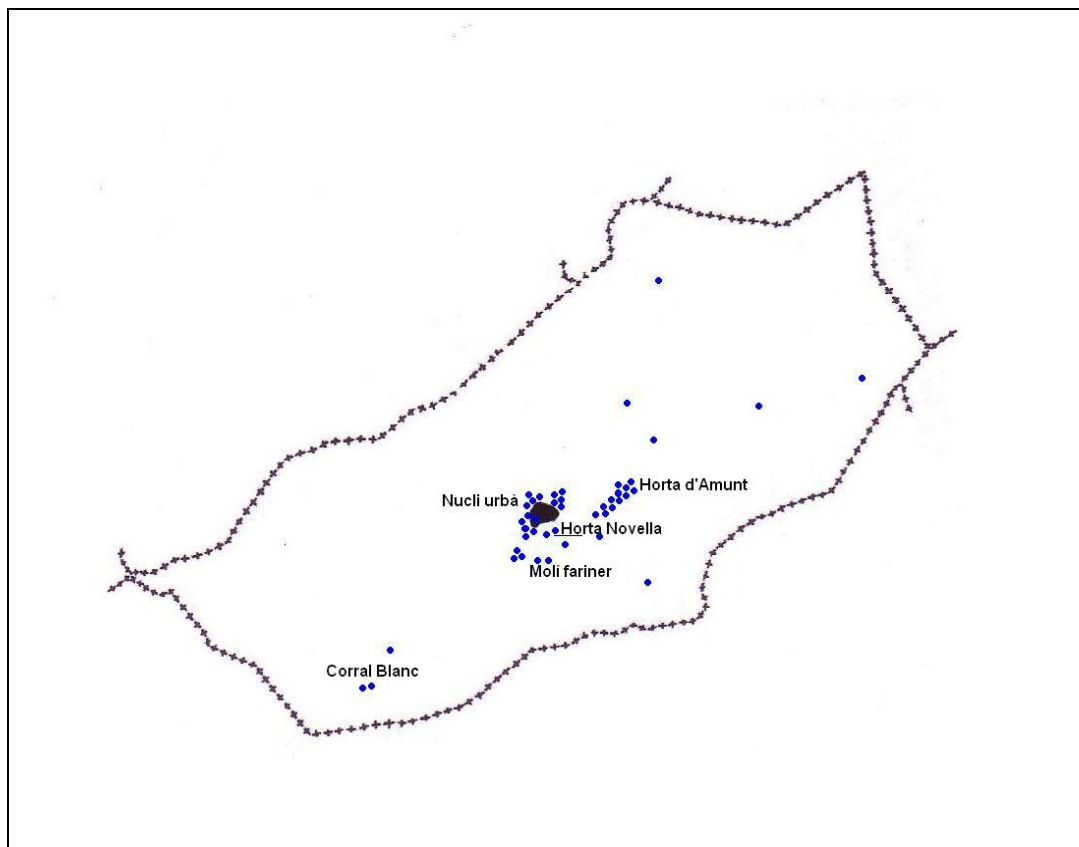 Horta d'Amunt
Nucli urbà
Horta Novella
Molí fariner
Corral Blanc